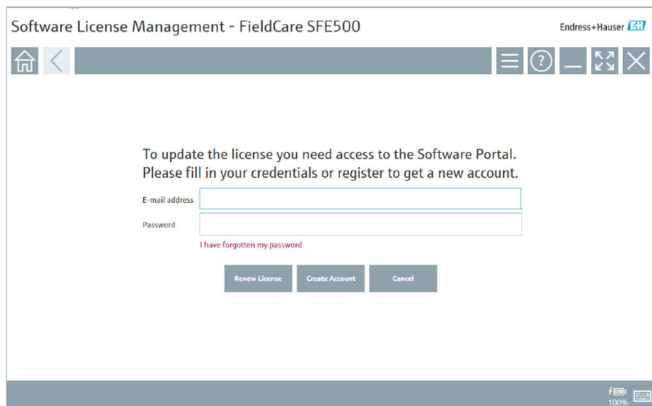 Software License Management - FieldCare SFE500
Endress+Hauser EH
?
To update the license you need access to the Software Portal.
Please fill in your credentials or register to get a new account.
E-mail address
Password
I have forgotten my password
Renew License Create Account Cancel
100%